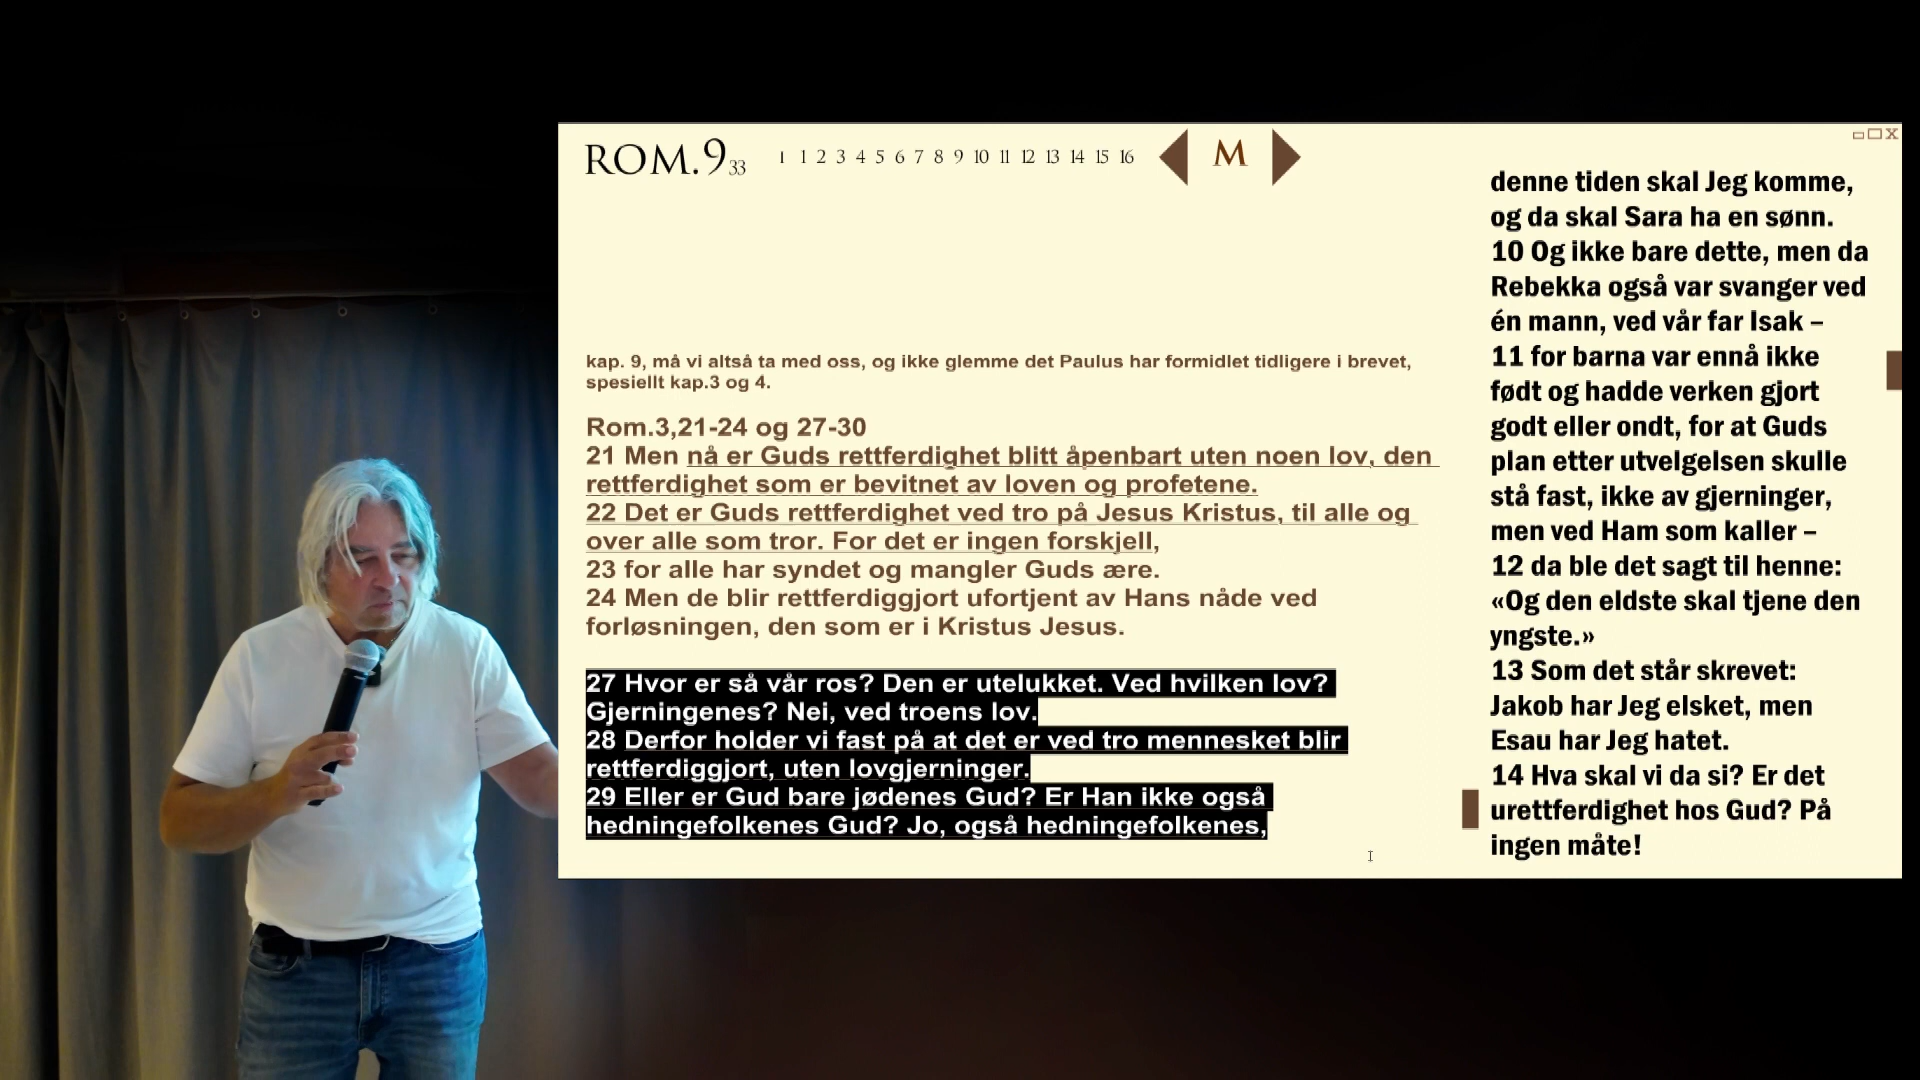 ROM.9 33
1 1 2 3 4 5 6 7 8 9 10 11 12 13 14 15 16
M
X
kap. 9, må vi altså ta med oss, og ikke glemme det Paulus har formidlet tidligere i brevet,
spesiellt kap.3 og 4.
Rom.3,21-24 og 27-30
21 Men nå er Guds rettferdighet blitt åpenbart uten noen lov, den
rettferdighet som er bevitnet av loven og profetene.
22 Det er Guds rettferdighet ved tro på Jesus Kristus, til alle og
over alle som tror. For det er ingen forskjell,
23 for alle har syndet og mangler Guds ære.
24 Men de blir rettferdiggjort ufortjent av Hans nåde ved
forløsningen, den som er i Kristus Jesus.
27 Hvor er så vår ros? Den er utelukket. Ved hvilken lov?
Gjerningenes? Nei, ved troens lov.
28 Derfor holder vi fast på at det er ved tro mennesket blir
rettferdiggjort, uten lovgjerninger.
29 Eller er Gud bare jødenes Gud? Er Han ikke også
hedningefolkenes Gud? Jo, også hedningefolkenes,
denne tiden skal Jeg komme,
og da skal Sara ha en sønn.
10 Og ikke bare dette, men da
Rebekka også var svanger ved
én mann, ved vår far Isak –
11 for barna var ennå ikke
født og hadde verken gjort
godt eller ondt, for at Guds
plan etter utvelgelsen skulle
stå fast, ikke av gjerninger,
men ved Ham som kaller –
12 da ble det sagt til henne:
«Og den eldste skal tjene den
yngste.»
13 Som det står skrevet:
Jakob har Jeg elsket, men
Esau har Jeg hatet.
14 Hva skal vi da si? Er det
urettferdighet hos Gud? På
ingen måte!